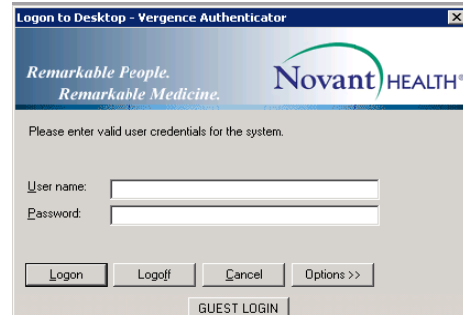 Logon to Desktop - Vergence Authenticator
Remarkable People.
Remarkable Medicine.
Novant HEALTH®
Please enter valid user credentials for the system.
User name:
Password:
Logon Logoff Cancel Options >>
GUEST LOGIN